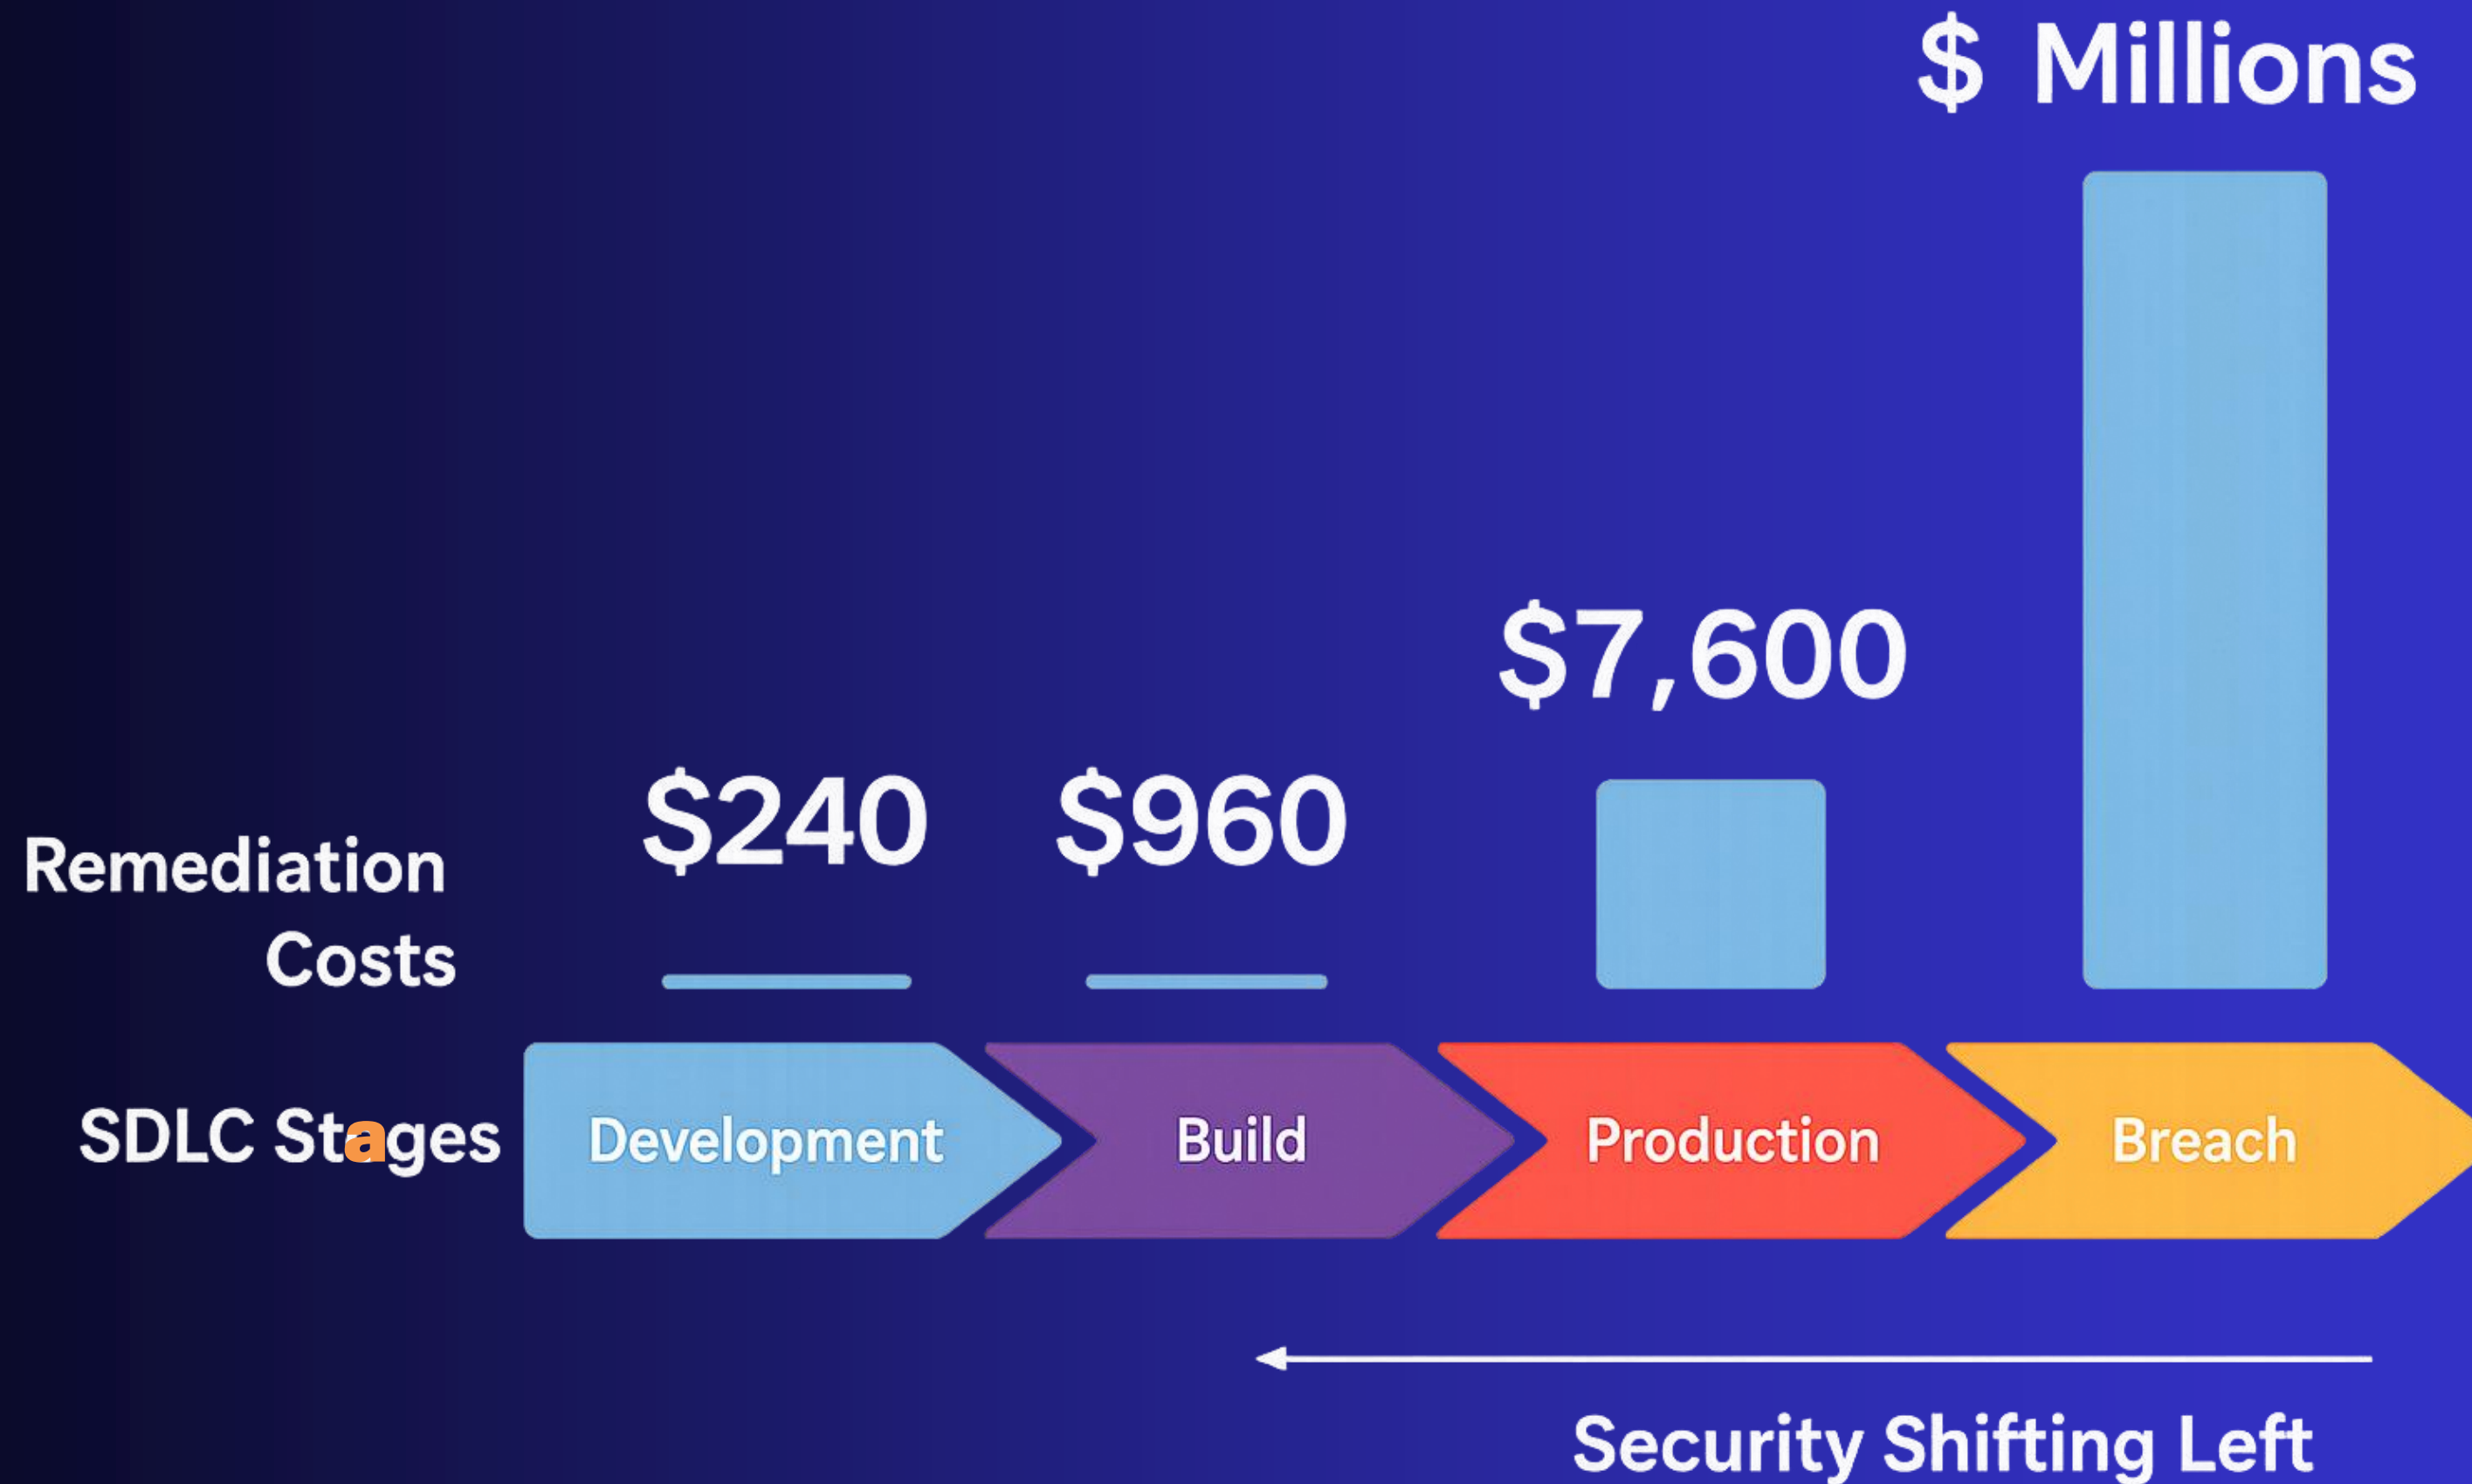 $ Millions
$7,600
$240 $960
Remediation
Costs
SDLC Stages Development Build Production Breach
Security Shifting Left